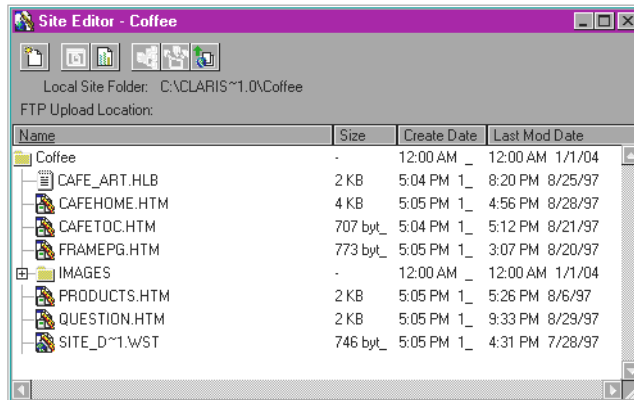 Site Editor - Coffee
Local Site Folder: C:\CLARIS~1.0\Coffee
FTP Upload Location:
Name Size Create Date Last Mod Date
Coffee - 12:00 AM _ 12:00 AM 1/1/04
CAFE_ART.HLB 2 KB 5:04 PM 1_ 8:20 PM 8/25/97
CAFEHOME.HTM 4 KB 5:05 PM 1_ 4:56 PM 8/28/97
CAFETOC.HTM 707 byt_ 5:04 PM 1_ 5:12 PM 8/21/97
FRAMEPG.HTM 773 byt_ 5:05 PM 1_ 3:07 PM 8/20/97
IMAGES - 12:00 AM _ 12:00 AM 1/1/04
PRODUCTS.HTM 2 KB 5:05 PM 1_ 5:26 PM 8/6/97
QUESTION.HTM 2 KB 5:05 PM 1_ 9:33 PM 8/29/97
SITE_D~1.WST 746 byt_ 5:05 PM 1_ 4:31 PM 7/28/97